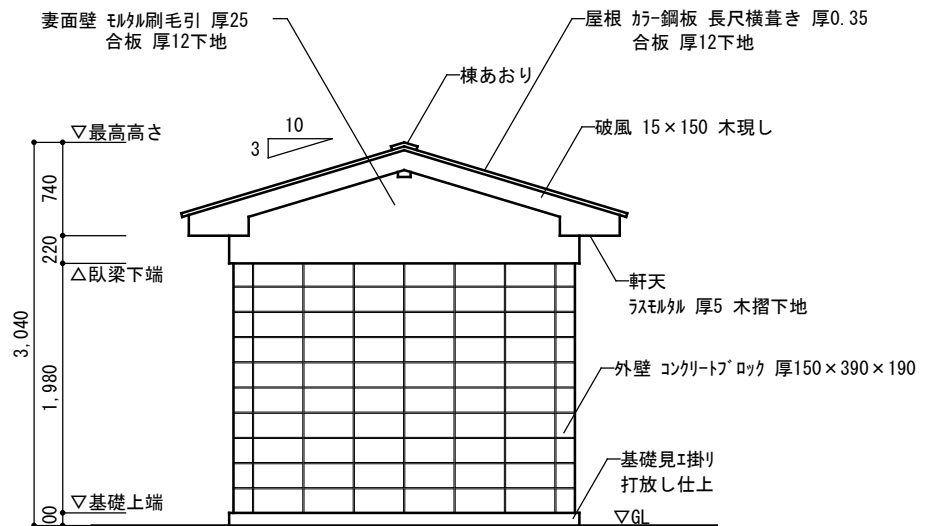 妻面壁 ﾓﾙﾀﾙ刷毛引 厚25
合板 厚12下地
屋根 ｶﾗｰ鋼板 長尺横葺き 厚0.35
合板 厚12下地
棟あおり
破風 15×150 木現し
10
3
▽最高高さ
740
220
△臥梁下端
軒天
ﾗｽﾓﾙﾀﾙ 厚5 木摺下地
3,040
1,980
外壁 ｺﾝｸﾘｰﾄﾌﾞﾛｯｸ 厚150×390×190
基礎見ｴ掛ﾘ
打放し仕上
▽基礎上端
▽GL